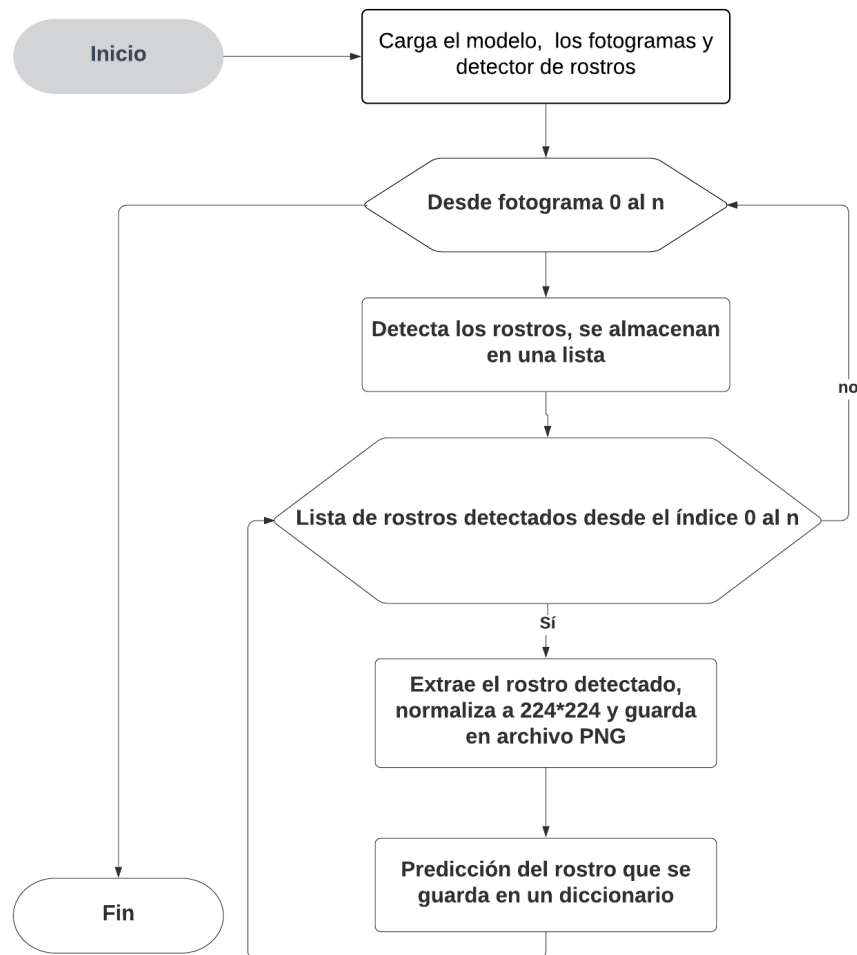 Inicio
Carga el modelo,  los fotogramas y
detector de rostros
Desde fotograma 0 al n
Detecta los rostros, se almacenan
en una lista
no
Lista de rostros detectados desde el índice 0 al n
Sí
Extrae el rostro detectado,
normaliza a 224*224 y guarda
en archivo PNG
Predicción del rostro que se
guarda en un diccionario
Fin